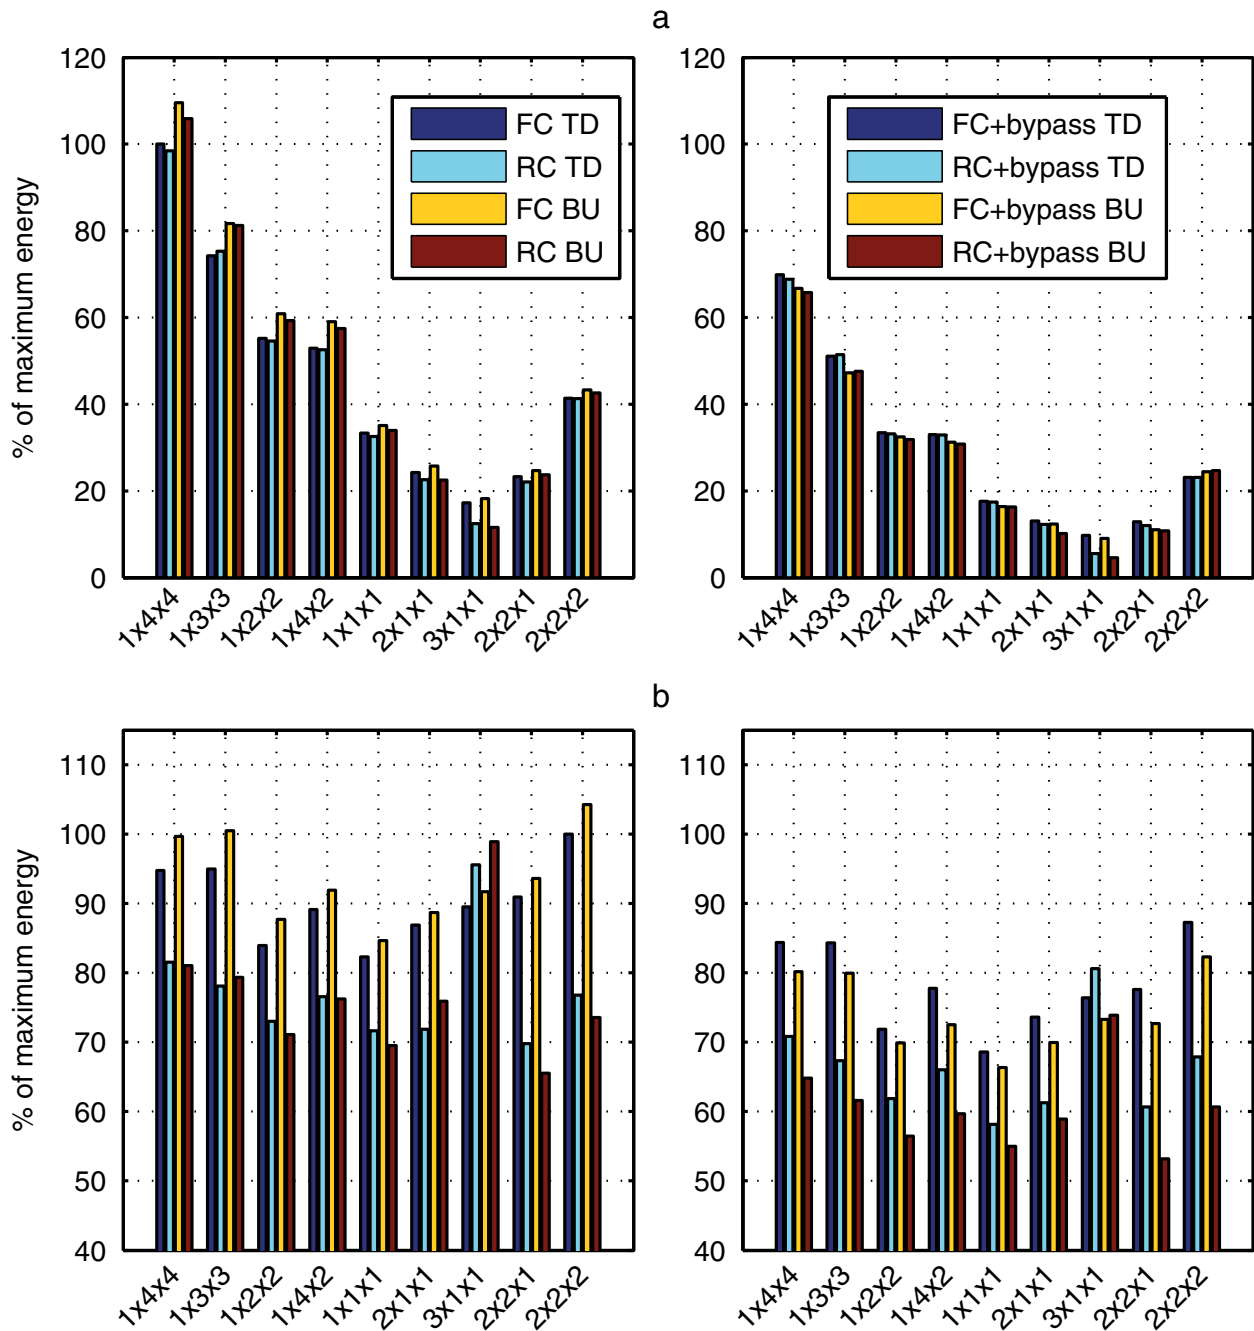 a
120
100
80
60
40
20
0
% of maximum energy
FC TD
RC TD
FC BU
RC BU
1x4x4
1x3x3
1x2x2
1x4x2
1x1x1
2x1x1
3x1x1
2x2x1
2x2x2
120
100
80
60
40
20
0
FC+bypass TD
RC+bypass TD
FC+bypass BU
RC+bypass BU
1x4x4
1x3x3
1x2x2
1x4x2
1x1x1
2x1x1
3x1x1
2x2x1
2x2x2
b
110
100
90
80
70
60
50
40
% of maximum energy
1x4x4
1x3x3
1x2x2
1x4x2
1x1x1
2x1x1
3x1x1
2x2x1
2x2x2
110
100
90
80
70
60
50
40
1x4x4
1x3x3
1x2x2
1x4x2
1x1x1
2x1x1
3x1x1
2x2x1
2x2x2